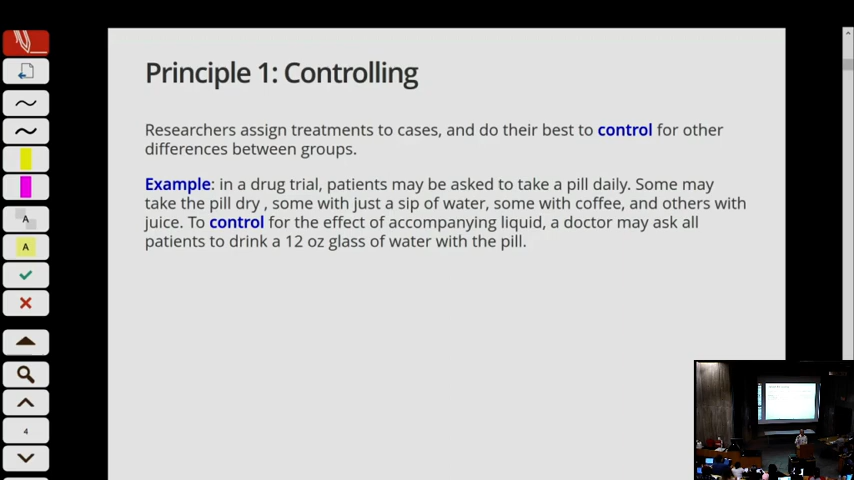 Principle 1: Controlling
Researchers assign treatments to cases, and do their best to control for other
differences between groups.
Example: in a drug trial, patients may be asked to take a pill daily. Some may
take the pill dry , some with just a sip of water, some with coffee, and others with
juice. To control for the effect of accompanying liquid, a doctor may ask all
patients to drink a 12 oz glass of water with the pill.
A
A
4